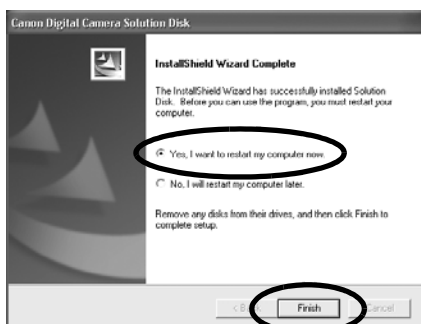 Canon Digital Camera Solution Disk
InstallShield Wizard Complete
The InstallShield Wizard has successfully installed Solution
Disk. Before you can use the program, you must restart your
computer.
Yes, I want to restart my computer now.
No, I will restart my computer later.
Remove any disks from their drives, and then click Finish to
complete setup.
Finish